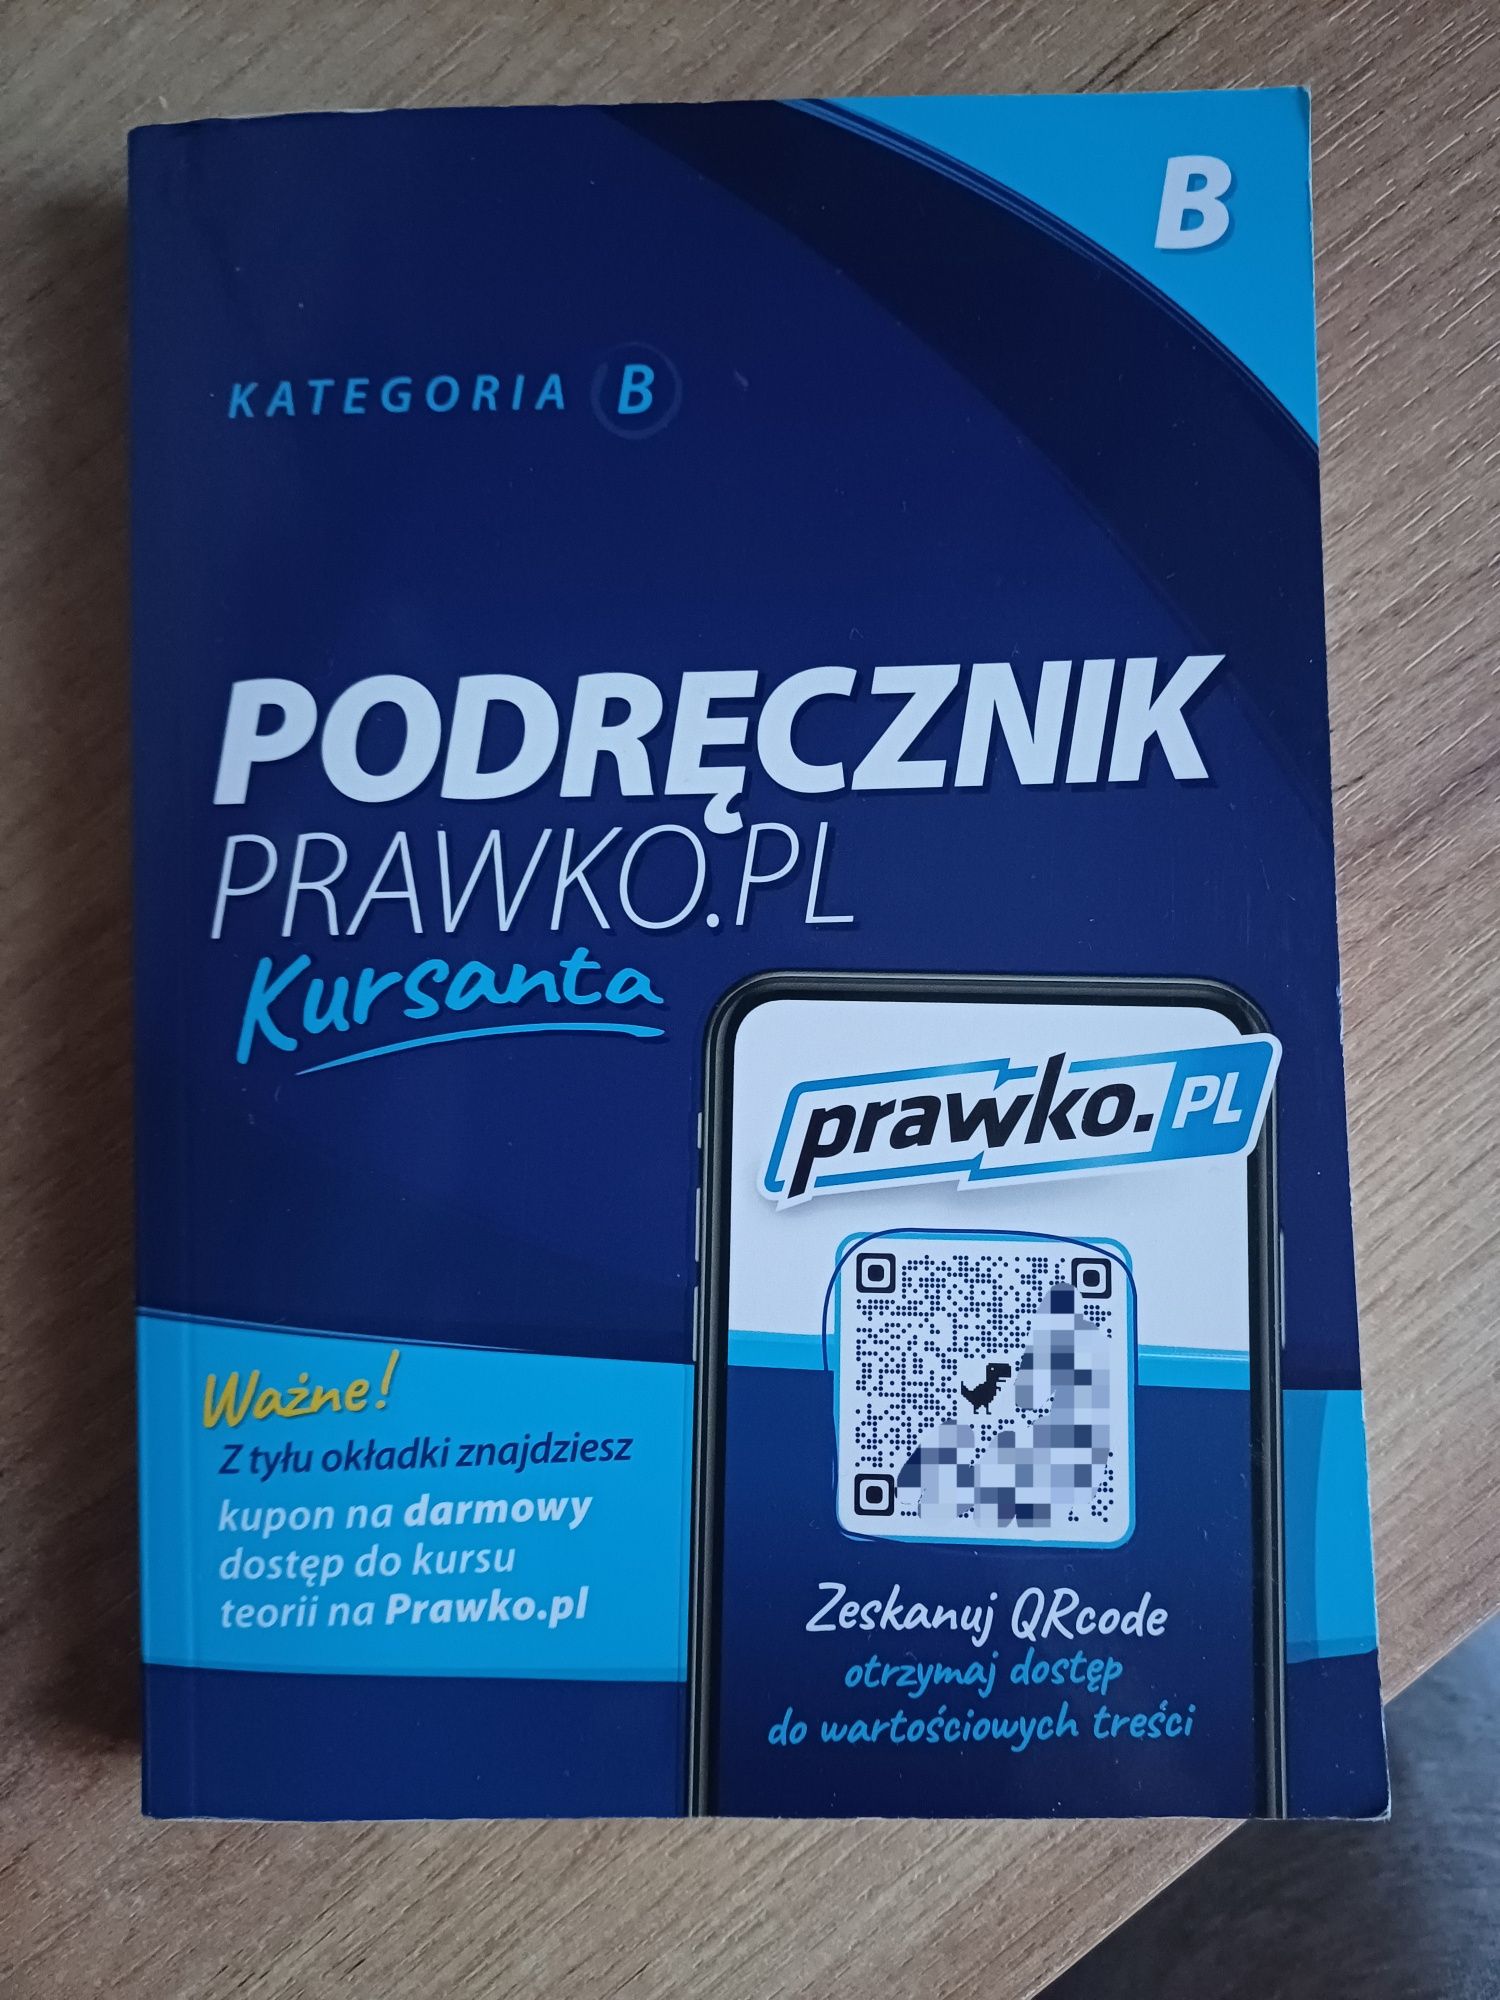 B
KATEGORIA B
PODRĘCZNIK
PRAWKO.PL
Kursanta
prawko.PL
Ważne!
Z tyłu okładki znajdziesz
kupon na darmowy
dostęp do kursu
teorii na Prawko.pl
Zeskanuj QRcode
otrzymaj dostęp
do wartościowych treści